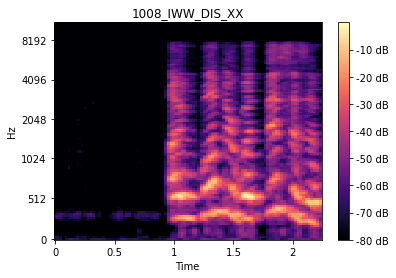 1008_IWW_DIS_XX
8192
4096
2048
1024
512
0
Hz
0
0.5
1
1.5
2
Time
-10 dB
-20 dB
-30 dB
-40 dB
-50 dB
-60 dB
-70 dB
-80 dB